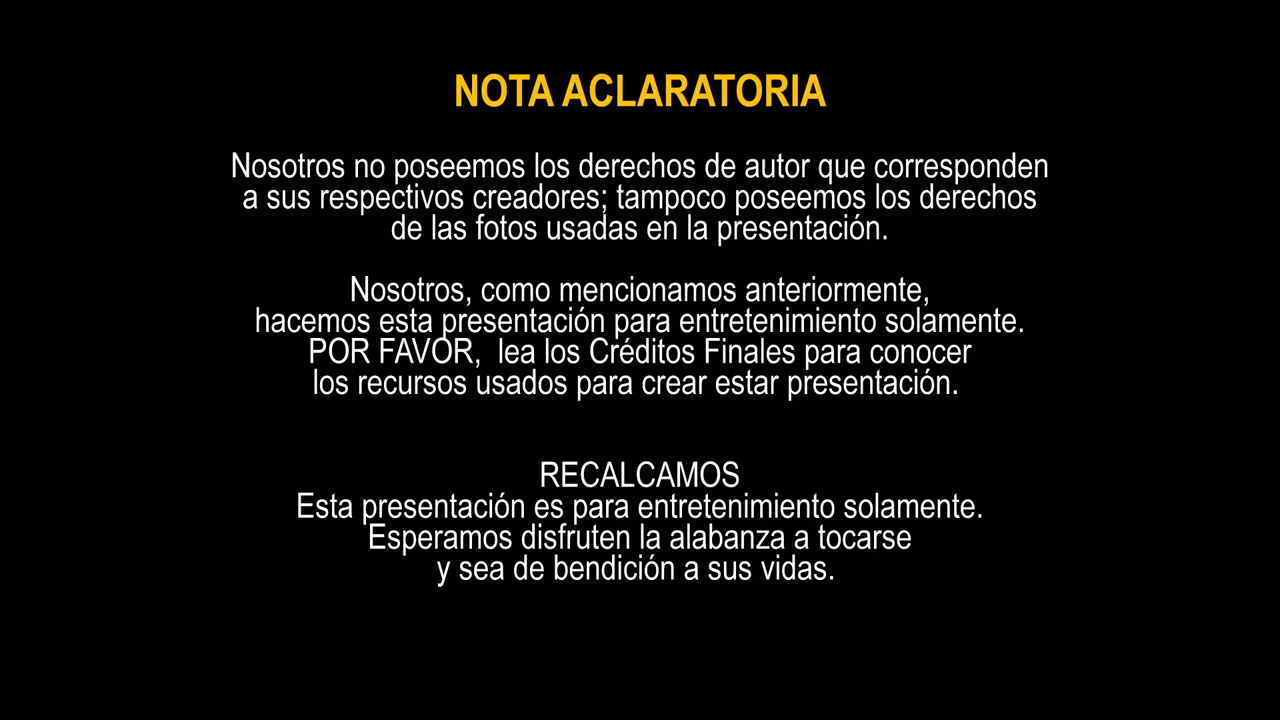 NOTA ACLARATORIA
Nosotros no poseemos los derechos de autor que corresponden
a sus respectivos creadores; tampoco poseemos los derechos
de las fotos usadas en la presentación.
Nosotros, como mencionamos anteriormente,
hacemos esta presentación para entretenimiento solamente.
POR FAVOR, lea los Créditos Finales para conocer
los recursos usados para crear estar presentación.
RECALCAMOS
Esta presentación es para entretenimiento solamente.
Esperamos disfruten la alabanza a tocarse
y sea de bendición a sus vidas.